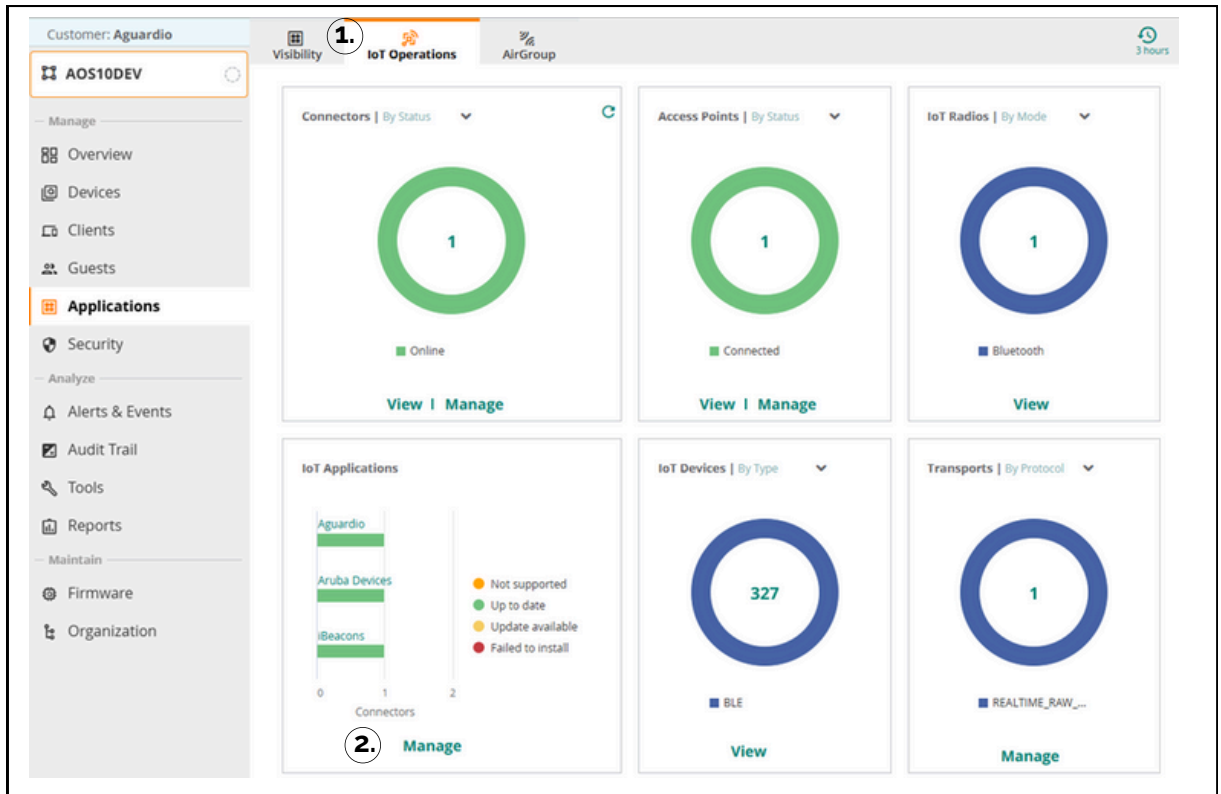 Customer: Aguardio
AOS10DEV
Manage
Overview
Devices
Clients
Guests
Applications
Security
Analyze
Alerts & Events
Audit Trail
Tools
Reports
Maintain
Firmware
Organization
Visibility
1.
IoT Operations
AirGroup
3 hours
Connectors | By Status
1
Online
View | Manage
Access Points | By Status
1
Connected
View | Manage
IoT Radios | By Mode
1
Bluetooth
View
IoT Applications
Aguardio
Aruba Devices
iBeacons
0 1 2
Connectors
Not supported
Up to date
Update available
Failed to install
2.
Manage
IoT Devices | By Type
327
BLE
View
Transports | By Protocol
1
REALTIME_RAW_...
Manage